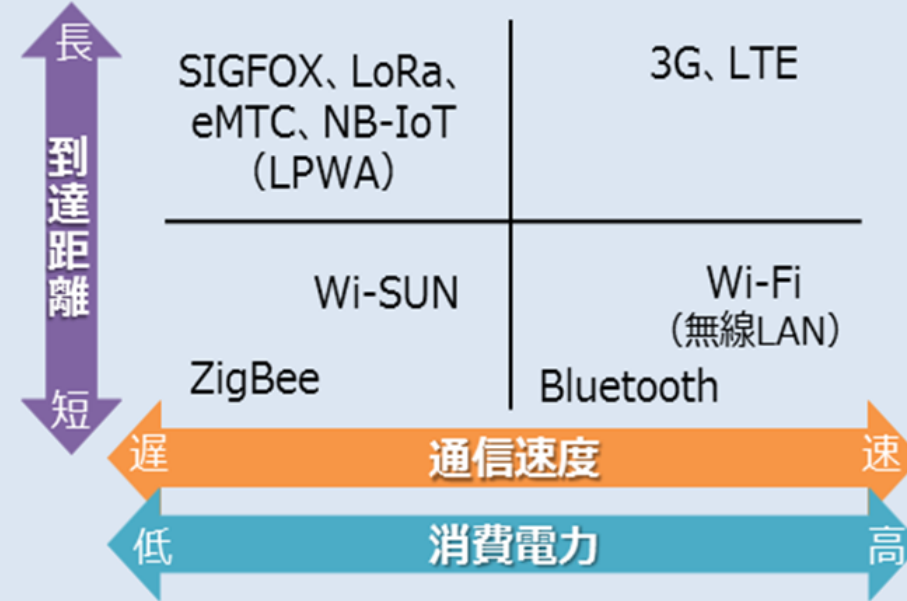 長
到達距離
短
SIGFOX、LoRa、
eMTC、NB-IoT
（LPWA）
3G、LTE
Wi-SUN
ZigBee
Wi-Fi
（無線LAN）
Bluetooth
遅 通信速度 速
低 消費電力 高